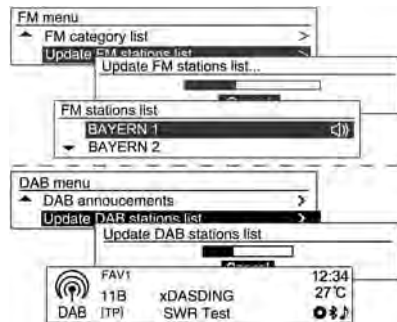 FM menu
FM category list >
Update FM stations list >
Update FM stations list...
Cancel
FM stations list
BAYERN 1
BAYERN 2
DAB menu
DAB annoucements >
Update DAB stations list >
Update DAB stations list
Cancel
FAV1 12:34
11B xDASDING 27°C
DAB [TP] SWR Test